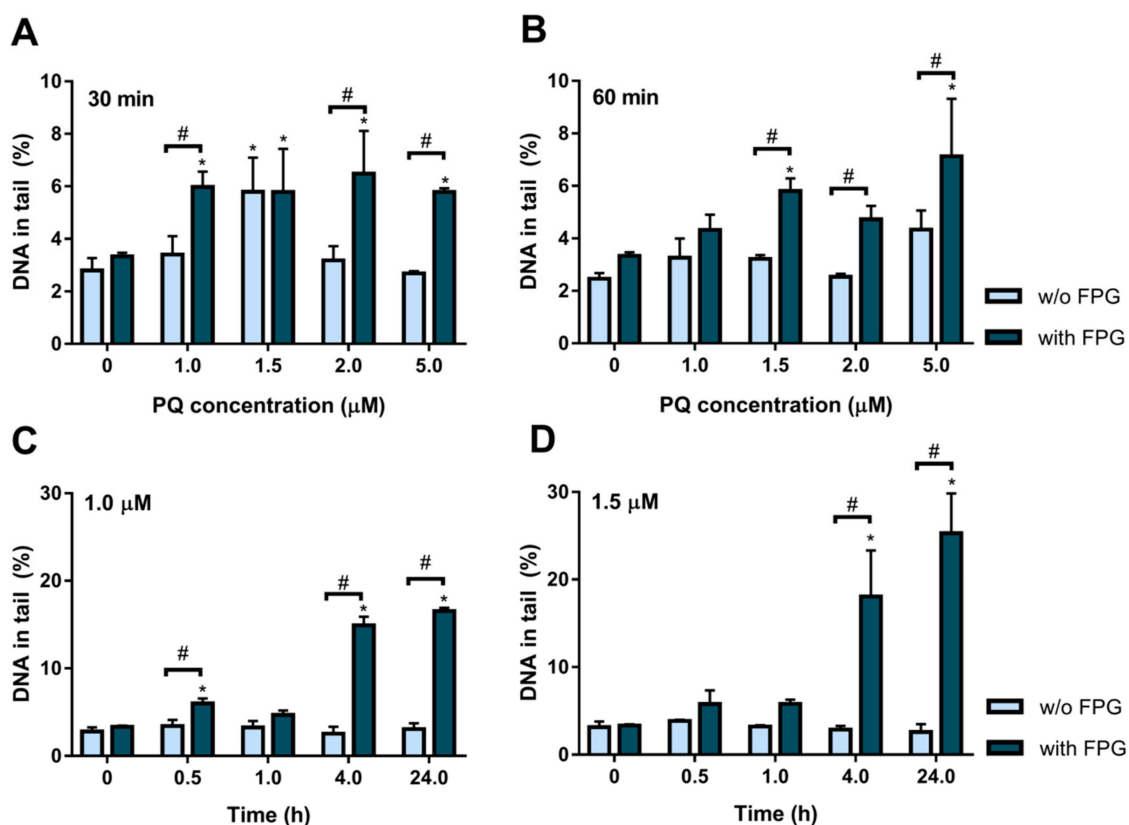 A
30 min
10
8
6
4
2
0
DNA in tail (%)
#
*
*
*
#
*
#
*
0 1.0 1.5 2.0 5.0
PQ concentration (μM)
B
60 min
10
8
6
4
2
0
DNA in tail (%)
#
*
#
#
*
0 1.0 1.5 2.0 5.0
PQ concentration (μM)
w/o FPG
with FPG
C
1.0 μM
30
20
10
0
DNA in tail (%)
#
*
#
*
#
*
0 0.5 1.0 4.0 24.0
Time (h)
D
1.5 μM
30
20
10
0
DNA in tail (%)
#
*
#
*
0 0.5 1.0 4.0 24.0
Time (h)
w/o FPG
with FPG